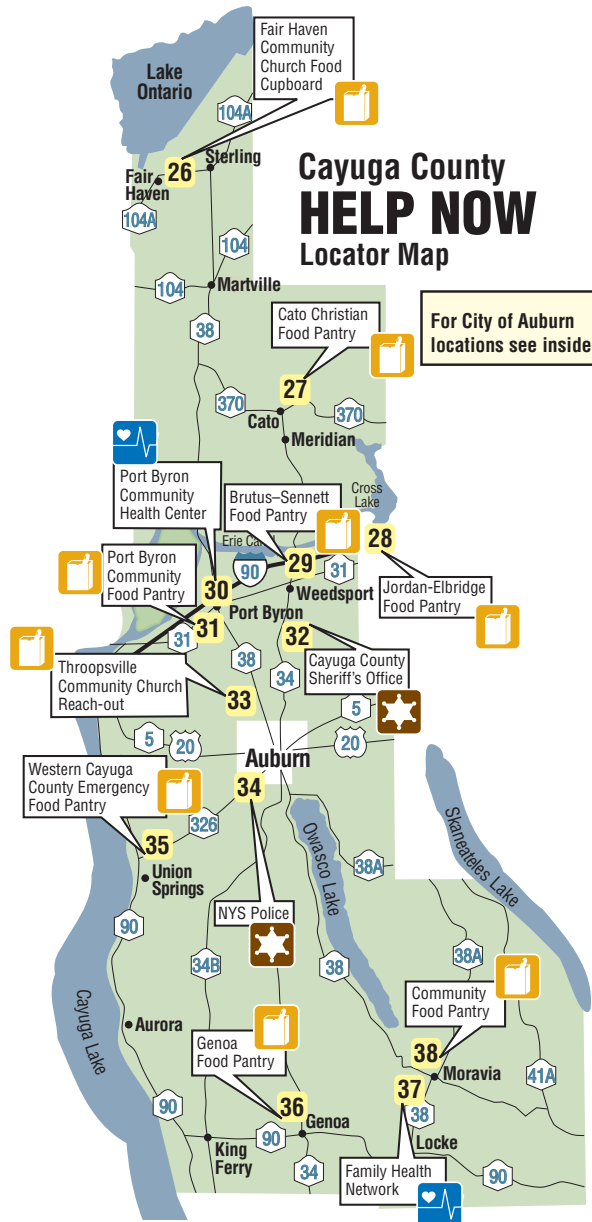 Fair Haven
Community
Church Food
Cupboard
Lake
Ontario
104A
Sterling
26
Fair
Haven
104A
Cayuga County
HELP NOW
Locator Map
104
104
Martville
38
Cato Christian
Food Pantry
For City of Auburn
locations see inside
27
370
370
Cato
Meridian
Port Byron
Community
Health Center
Brutus–Sennett
Food Pantry
Cross
Lake
Erie Canal
28
29
90
31
Port Byron
Community
Food Pantry
30
Weedsport
Jordan-Elbridge
Food Pantry
Port Byron
31
31
32
38
Cayuga County
Sheriff's Office
Throopsville
Community Church
Reach-out
34
33
5
5
20
20
Auburn
Western Cayuga
County Emergency
Food Pantry
34
326
Owasco Lake
Skaneateles Lake
35
38A
Union
Springs
NYS Police
90
34B
38
38A
Community
Food Pantry
Cayuga Lake
Aurora
Genoa
Food Pantry
38
Moravia
41A
37
36
90
38
Genoa
King
Ferry
90
Locke
34
Family Health
Network
90